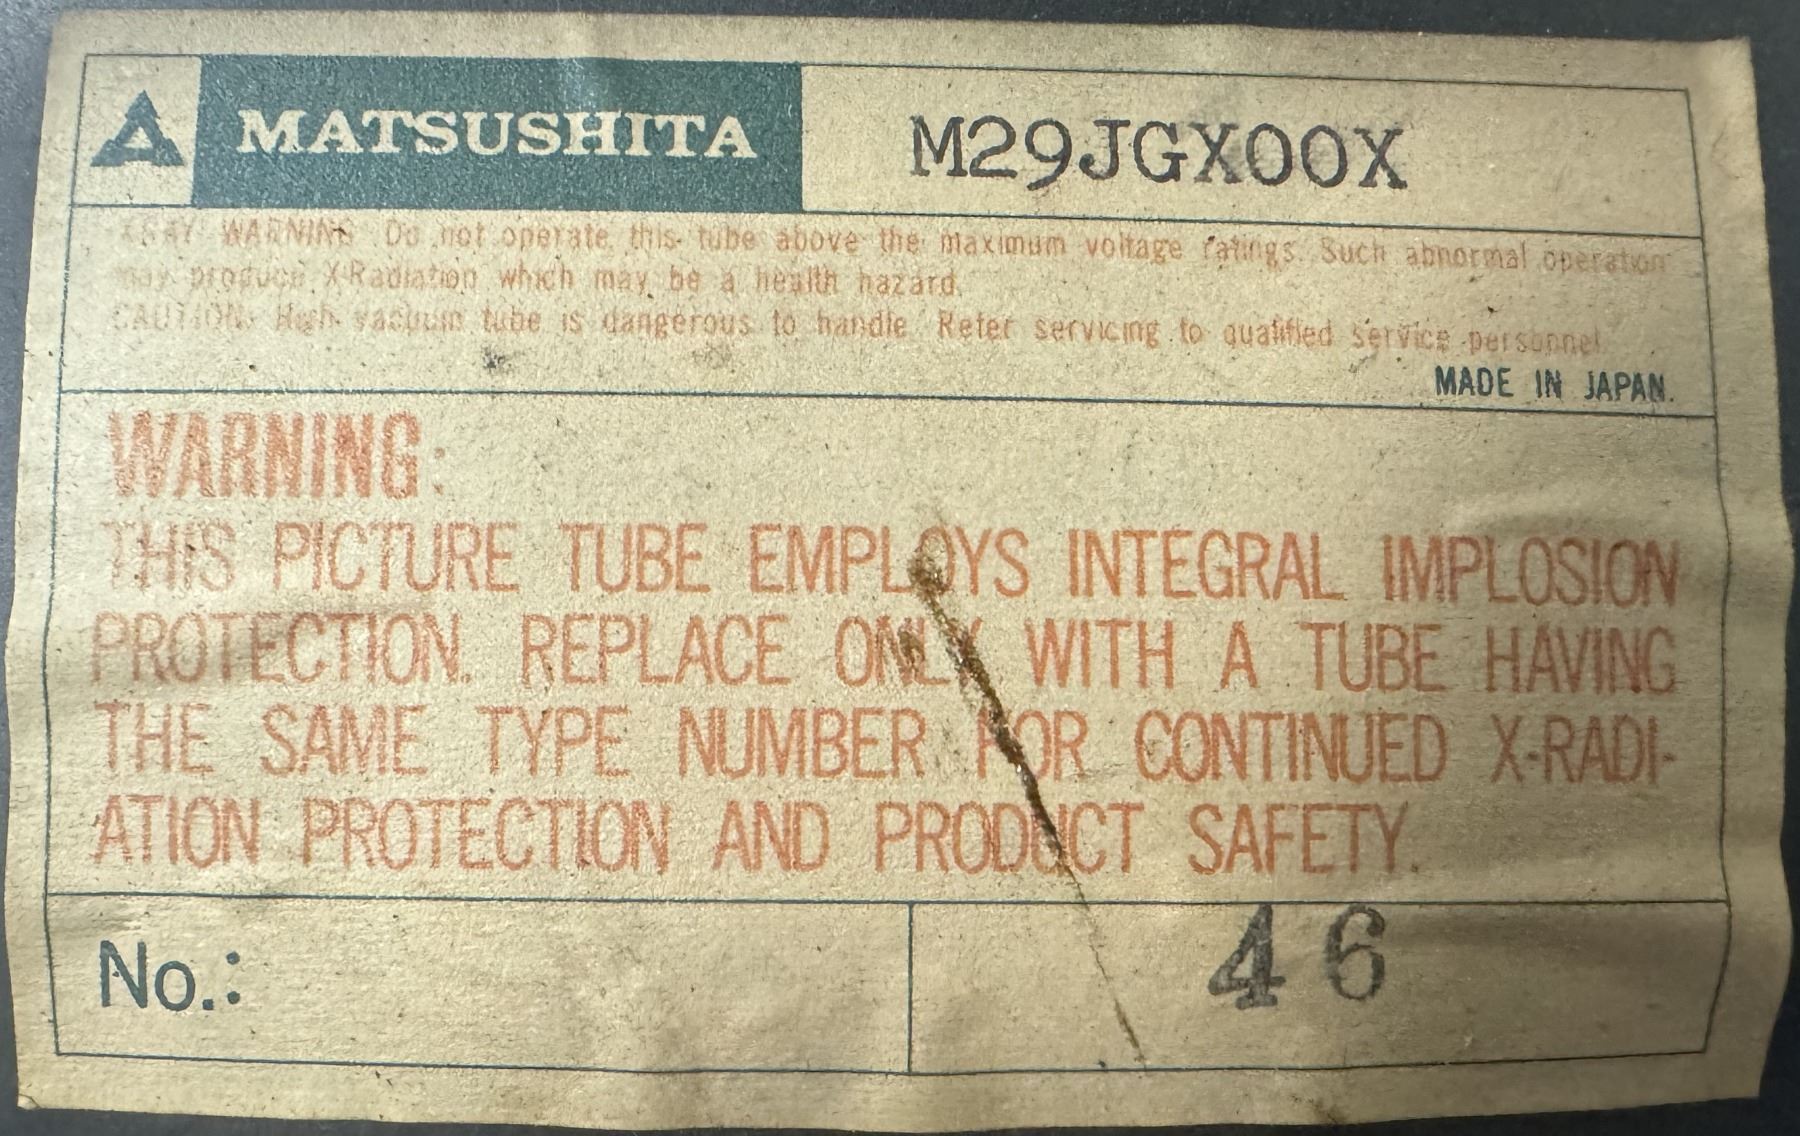 MATSUSHITA M29JGX00X
X-RAY WARNING: Do not operate this tube above the maximum voltage ratings. Such abnormal operation
may produce X-Radiation which may be a health hazard.
CAUTION: High vacuum tube is dangerous to handle. Refer servicing to qualified service personnel.
MADE IN JAPAN.
WARNING:
THIS PICTURE TUBE EMPLOYS INTEGRAL IMPLOSION
PROTECTION. REPLACE ONLY WITH A TUBE HAVING
THE SAME TYPE NUMBER FOR CONTINUED X-RADI-
ATION PROTECTION AND PRODUCT SAFETY.
No.: 46